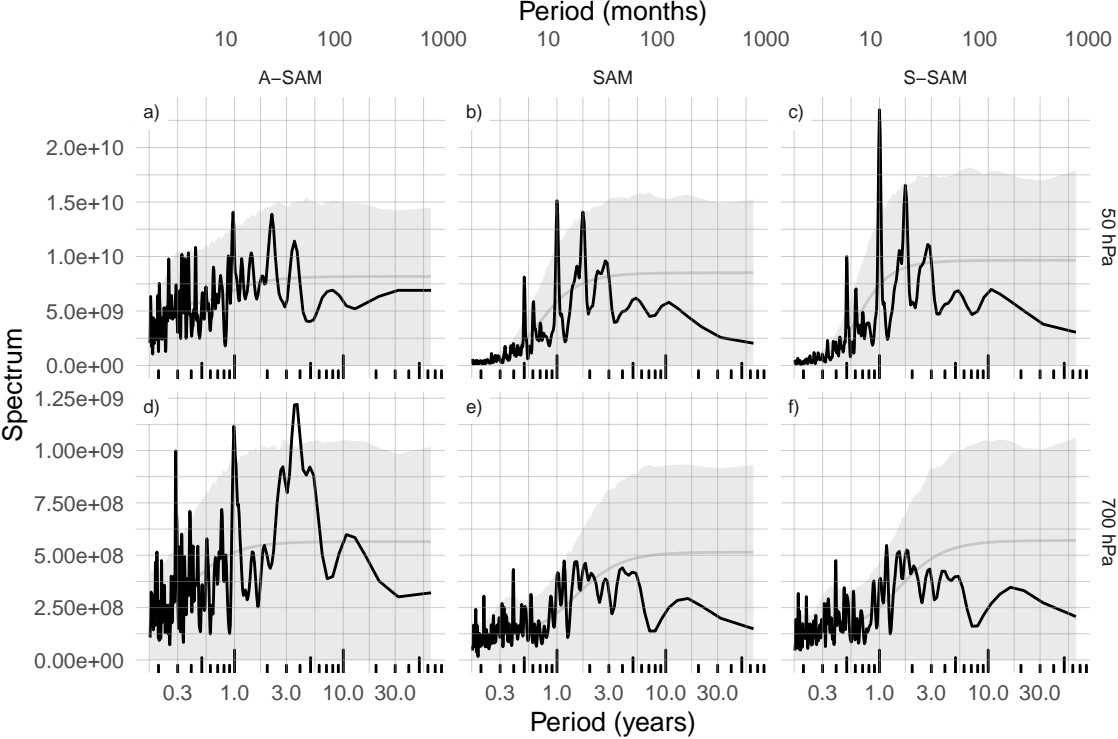 Period (months)
10 100 1000 10 100 1000 10 100 1000
A−SAM SAM S−SAM
a) b) c)
2.0e+10
1.5e+10
1.0e+10
5.0e+09
0.0e+00
50 hPa
Spectrum
d) e) f)
1.25e+09
1.00e+09
7.50e+08
5.00e+08
2.50e+08
0.00e+00
700 hPa
0.3 1.0 3.0 10.0 30.0 0.3 1.0 3.0 10.0 30.0 0.3 1.0 3.0 10.0 30.0
Period (years)